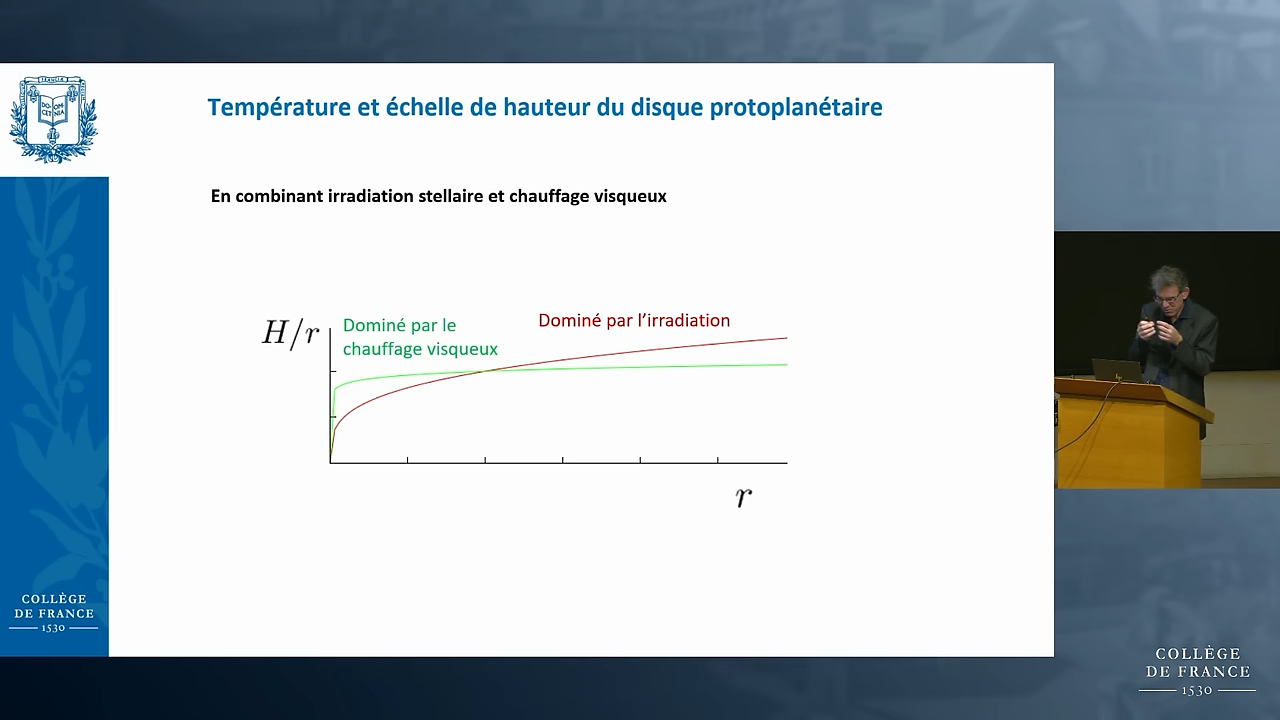 Température et échelle de hauteur du disque protoplanétaire
En combinant irradiation stellaire et chauffage visqueux
H/r
Dominé par le
chauffage visqueux
Dominé par l’irradiation
r
COLLÈGE
DE FRANCE
1530
COLLÈGE
DE FRANCE
1530